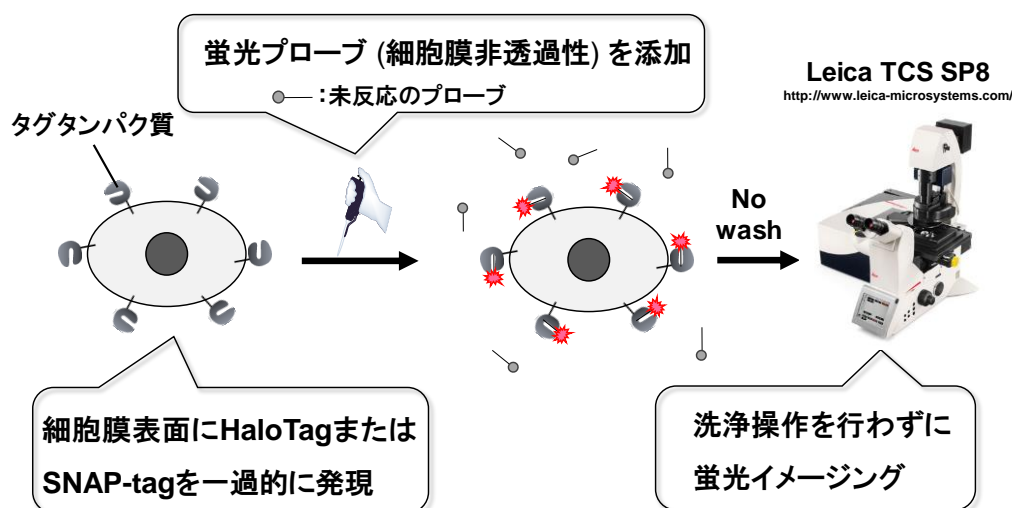 蛍光プローブ (細胞膜非透過性) を添加
:未反応のプローブ
Leica TCS SP8
http://www.leica-microsystems.com/
タグタンパク質
No
wash
細胞膜表面にHaloTagまたは
SNAP-tagを一過的に発現
洗浄操作を行わずに
蛍光イメージング